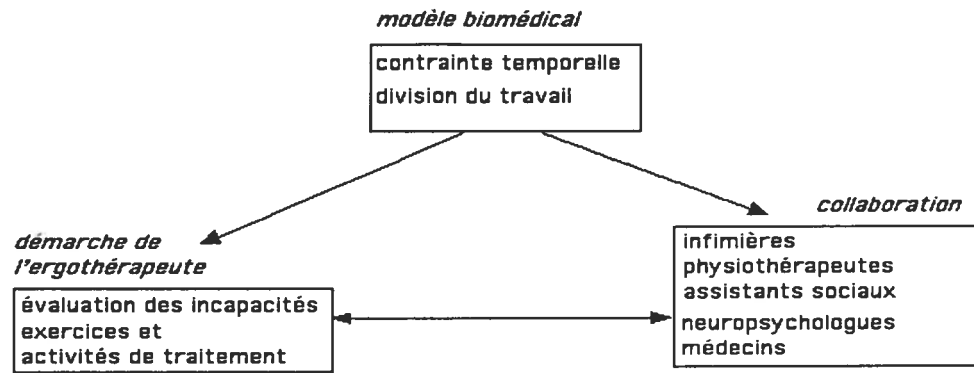 modèle biomédical
contrainte temporelle
division du travail
démarche de
l'ergothérapeute
évaluation des incapacités
exercices et
activités de traitement
collaboration
infimières
physiothérapeutes
assistants sociaux
neuropsychologues
médecins